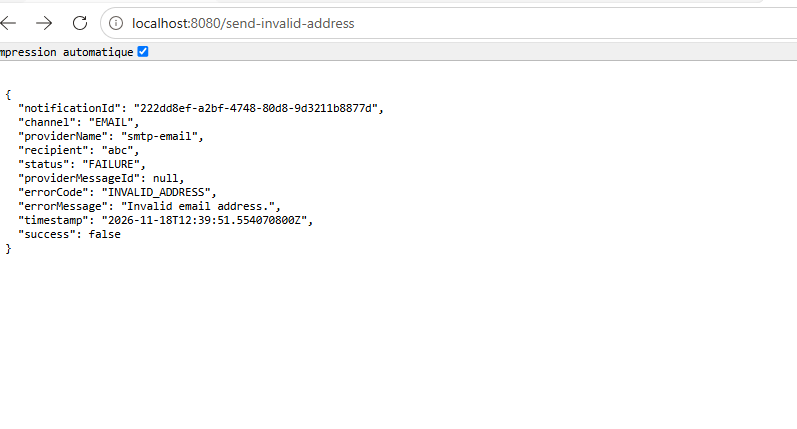 localhost:8080/send-invalid-address
mpression automatique
{
"notificationId": "222dd8ef-a2bf-4748-80d8-9d3211b8877d",
"channel": "EMAIL",
"providerName": "smtp-email",
"recipient": "abc",
"status": "FAILURE",
"providerMessageId": null,
"errorCode": "INVALID_ADDRESS",
"errorMessage": "Invalid email address.",
"timestamp": "2026-11-18T12:39:51.554070800Z",
"success": false
}